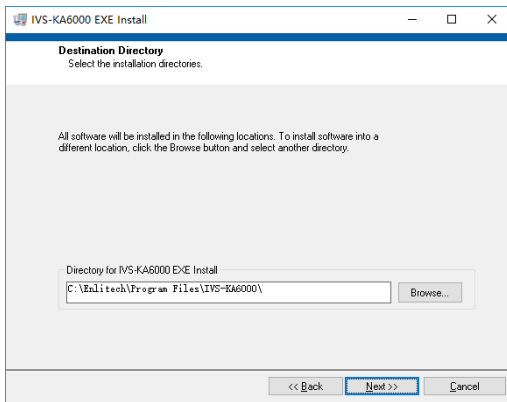 IVS-KA6000 EXE Install
Destination Directory
Select the installation directories.
All software will be installed in the following locations. To install software into a
different location, click the Browse button and select another directory.
Directory for IVS-KA6000 EXE Install
C:\Enlitech\Program Files\IVS-KA6000\
Browse...
<< Back
Next >>
Cancel